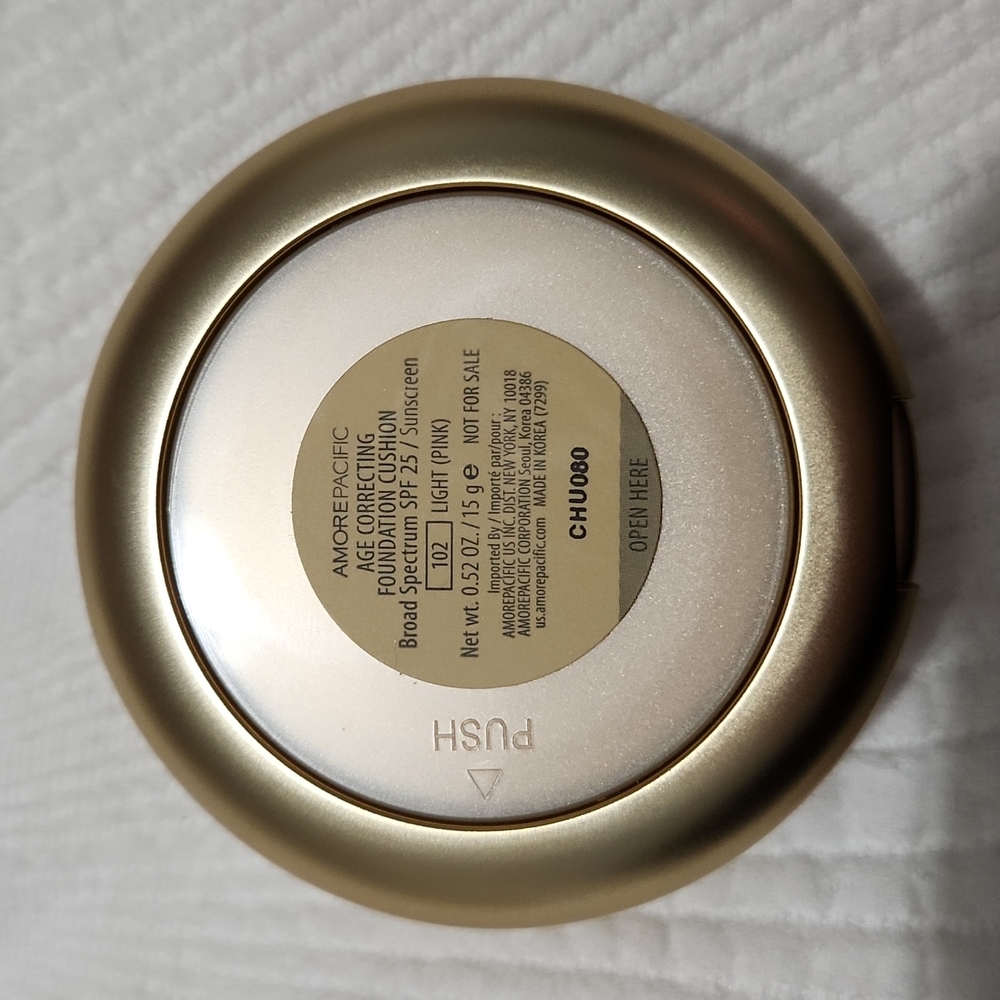 AMOREPACIFIC
AGE CORRECTING
FOUNDATION CUSHION
Broad Spectrum SPF 25 / Sunscreen
102 LIGHT (PINK)
Net wt. 0.52 OZ. / 15 g e NOT FOR SALE
Imported By / Importé par/pour :
AMOREPACIFIC US INC. DIST. NEW YORK, NY 10018
AMOREPACIFIC CORPORATION Seoul, Korea 04386
us.amorepacific.com MADE IN KOREA (7299)
CHU080
OPEN HERE
PUSH